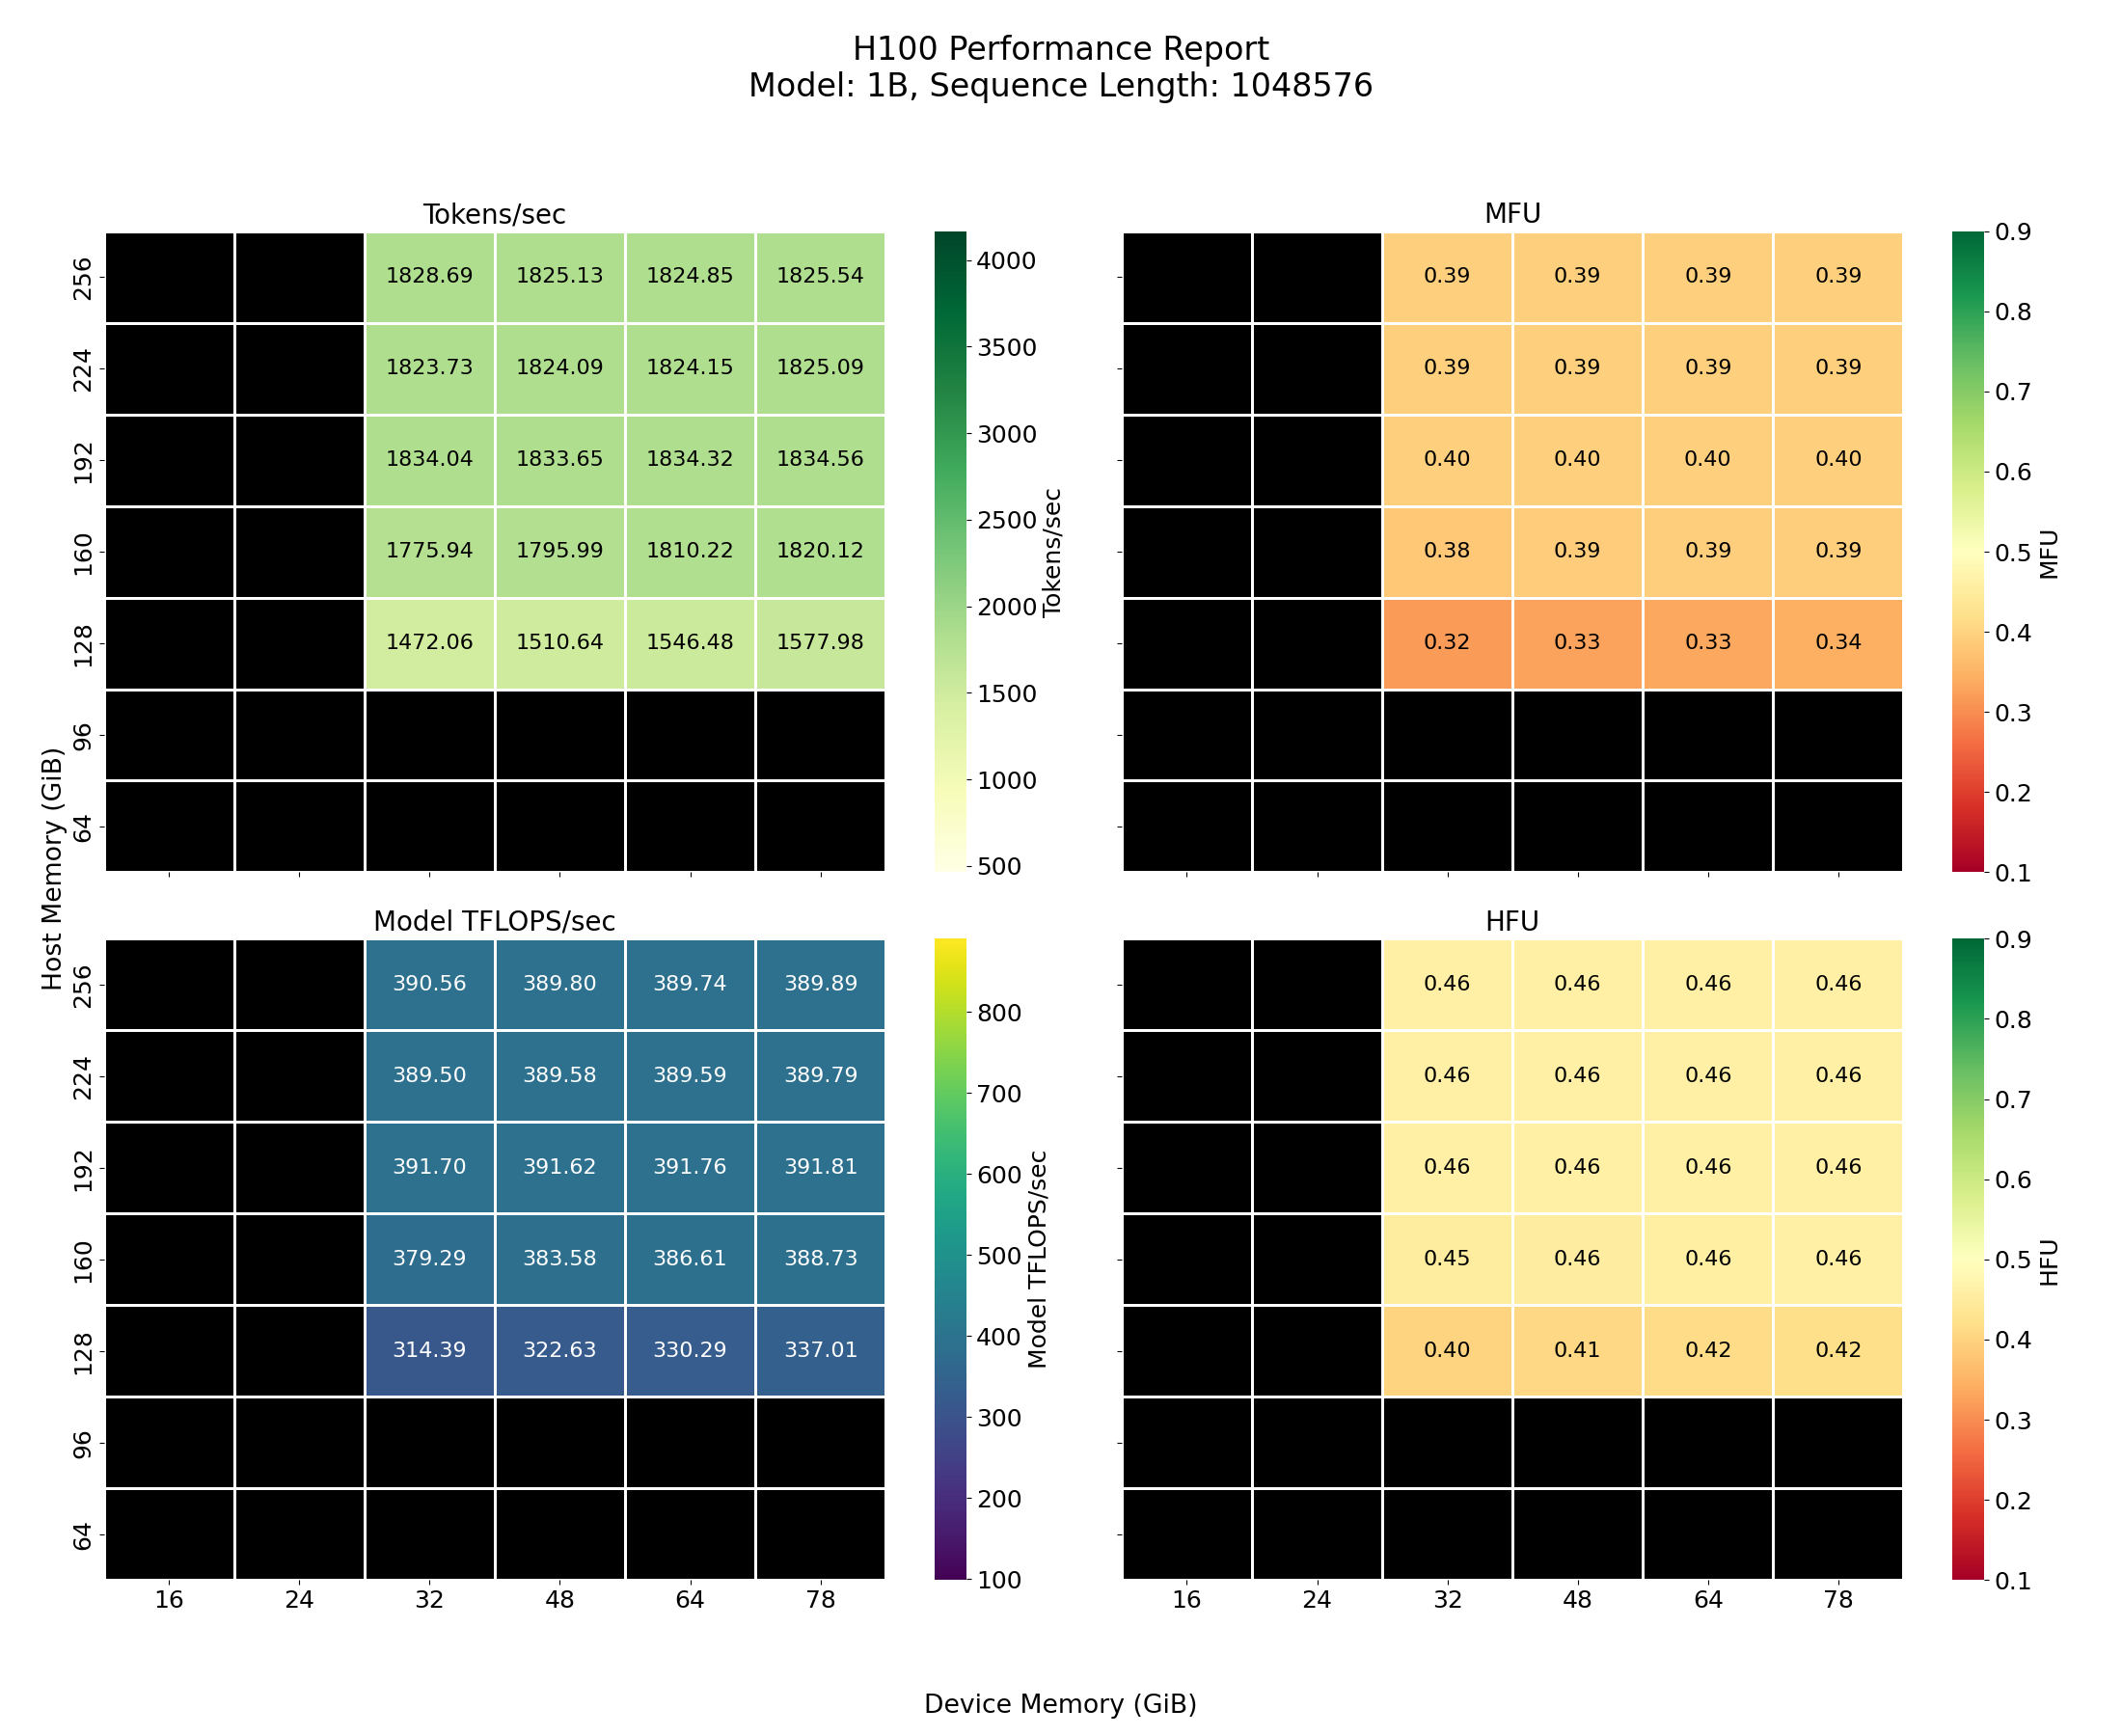 H100 Performance Report
Model: 1B, Sequence Length: 1048576
Tokens/sec
256
1828.69 1825.13 1824.85 1825.54
224
1823.73 1824.09 1824.15 1825.09
192
1834.04 1833.65 1834.32 1834.56
160
1775.94 1795.99 1810.22 1820.12
128
1472.06 1510.64 1546.48 1577.98
96
64
4000
3500
3000
2500
2000
1500
1000
500
Tokens/sec
MFU
0.39 0.39 0.39 0.39
0.39 0.39 0.39 0.39
0.40 0.40 0.40 0.40
0.38 0.39 0.39 0.39
0.32 0.33 0.33 0.34
0.9
0.8
0.7
0.6
0.5
0.4
0.3
0.2
0.1
MFU
Host Memory (GiB)
Model TFLOPS/sec
256
390.56 389.80 389.74 389.89
224
389.50 389.58 389.59 389.79
192
391.70 391.62 391.76 391.81
160
379.29 383.58 386.61 388.73
128
314.39 322.63 330.29 337.01
96
64
16 24 32 48 64 78
800
700
600
500
400
300
200
100
Model TFLOPS/sec
HFU
0.46 0.46 0.46 0.46
0.46 0.46 0.46 0.46
0.46 0.46 0.46 0.46
0.45 0.46 0.46 0.46
0.40 0.41 0.42 0.42
16 24 32 48 64 78
0.9
0.8
0.7
0.6
0.5
0.4
0.3
0.2
0.1
HFU
Device Memory (GiB)